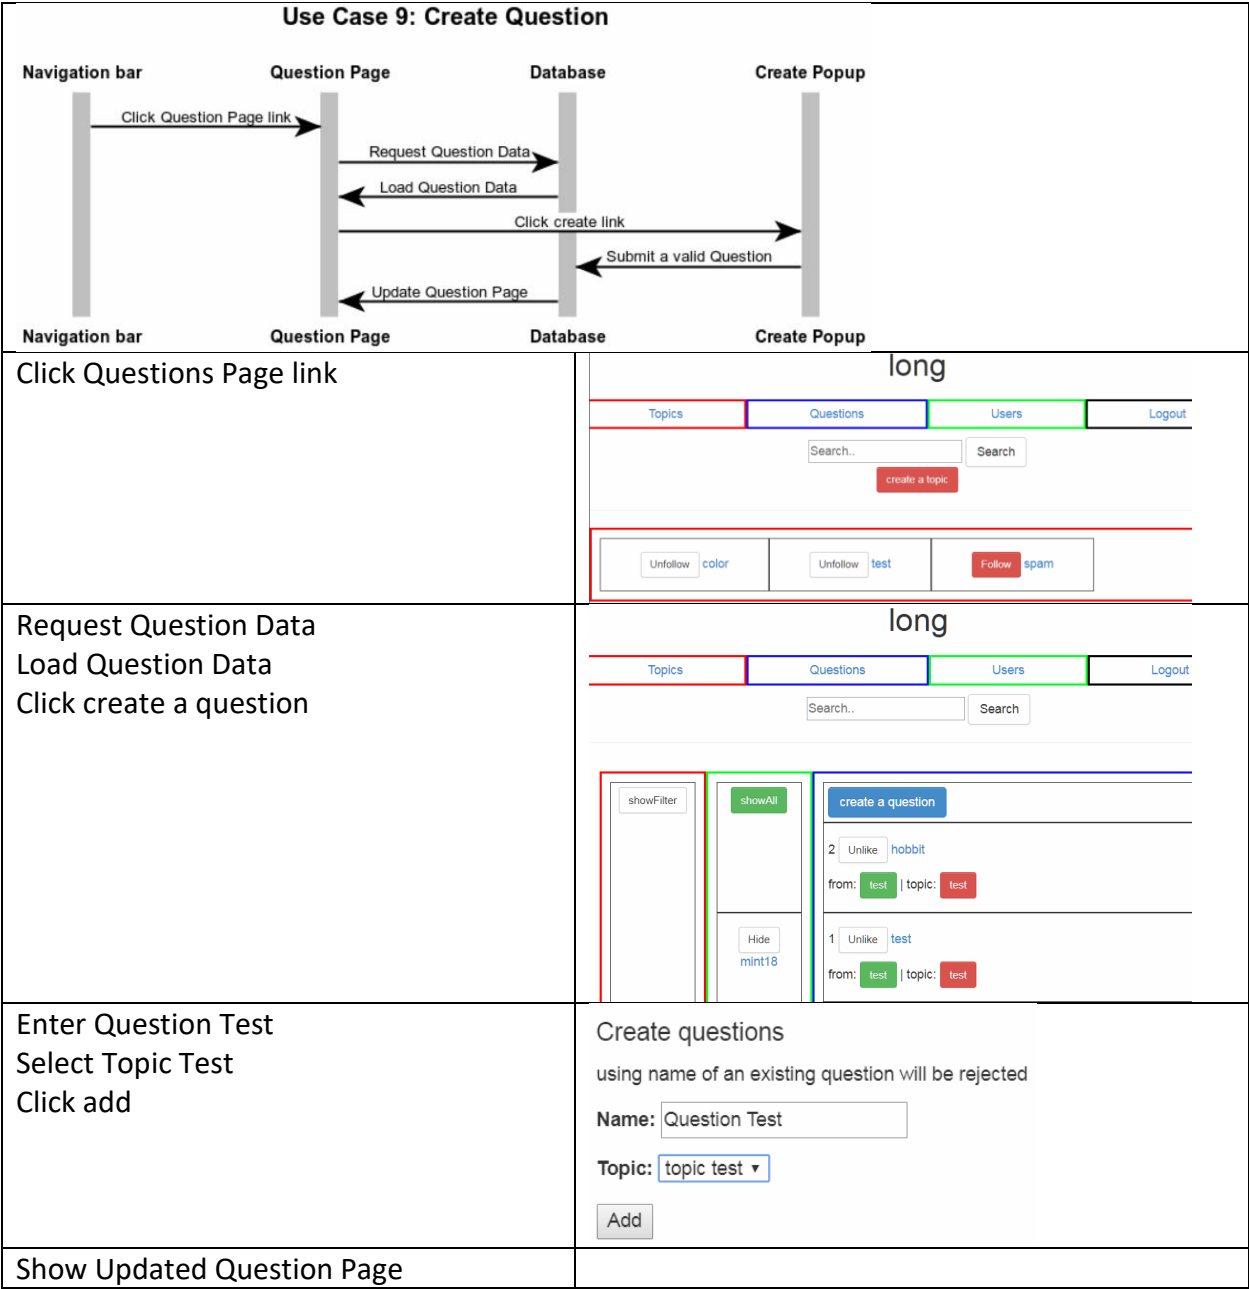 Use Case 9: Create Question
Navigation bar Question Page Database Create Popup
Click Question Page link
Request Question Data
Load Question Data
Click create link
Submit a valid Question
Update Question Page
Navigation bar Question Page Database Create Popup
Click Questions Page link
long
Topics Questions Users Logout
Search.. Search
create a topic
Unfollow color Unfollow test Follow spam
Request Question Data
Load Question Data
Click create a question
long
Topics Questions Users Logout
Search.. Search
showFilter showAll create a question
2 Unlike hobbit
from: test | topic: test
Hide 1 Unlike test
mint18
from: test | topic: test
Enter Question Test
Select Topic Test
Click add
Create questions
using name of an existing question will be rejected
Name: Question Test
Topic: topic test
Add
Show Updated Question Page